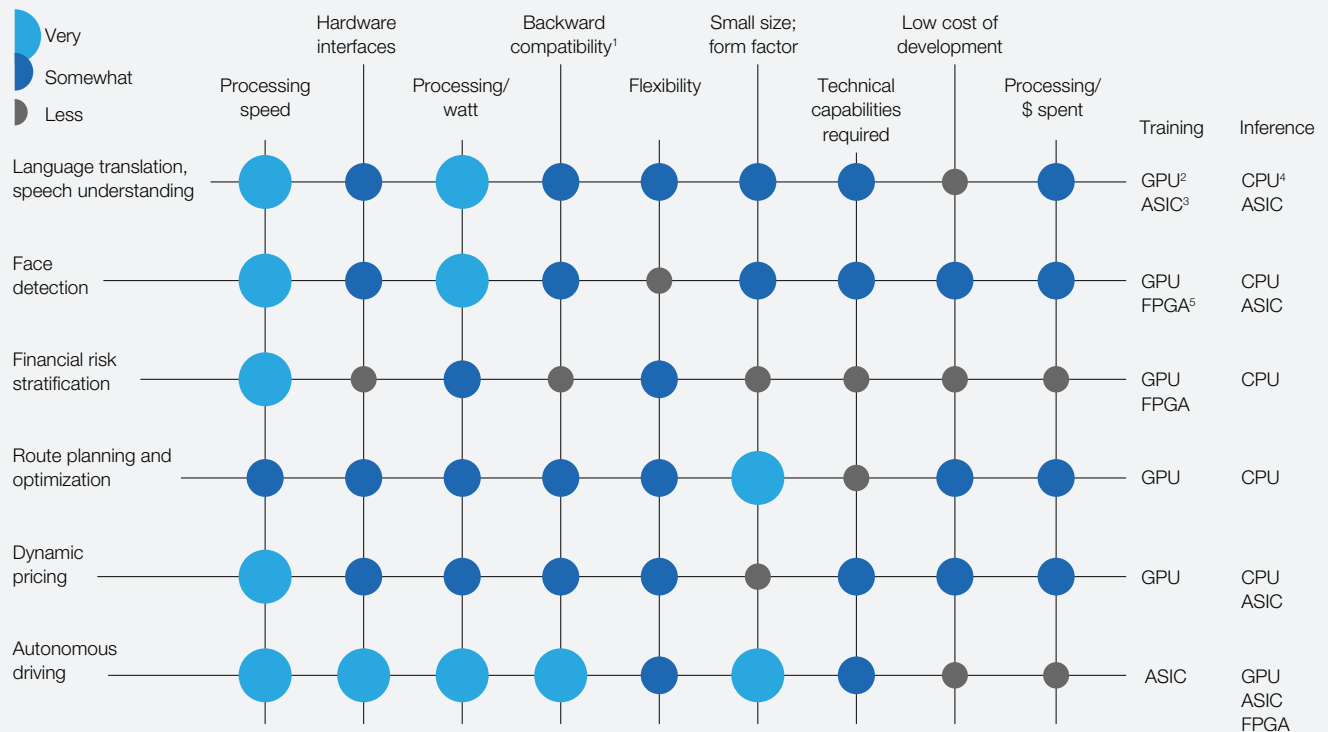 Very
Somewhat
Less
Hardware
interfaces
Backward
compatibility¹
Small size;
form factor
Low cost of
development
Processing
speed
Processing/
watt
Flexibility
Technical
capabilities
required
Processing/
$ spent
Training
Inference
Language translation,
speech understanding
GPU²
ASIC³
CPU⁴
ASIC
Face
detection
GPU
FPGA⁵
CPU
ASIC
Financial risk
stratification
GPU
FPGA
CPU
Route planning and
optimization
GPU
CPU
Dynamic
pricing
GPU
CPU
ASIC
Autonomous
driving
ASIC
GPU
ASIC
FPGA